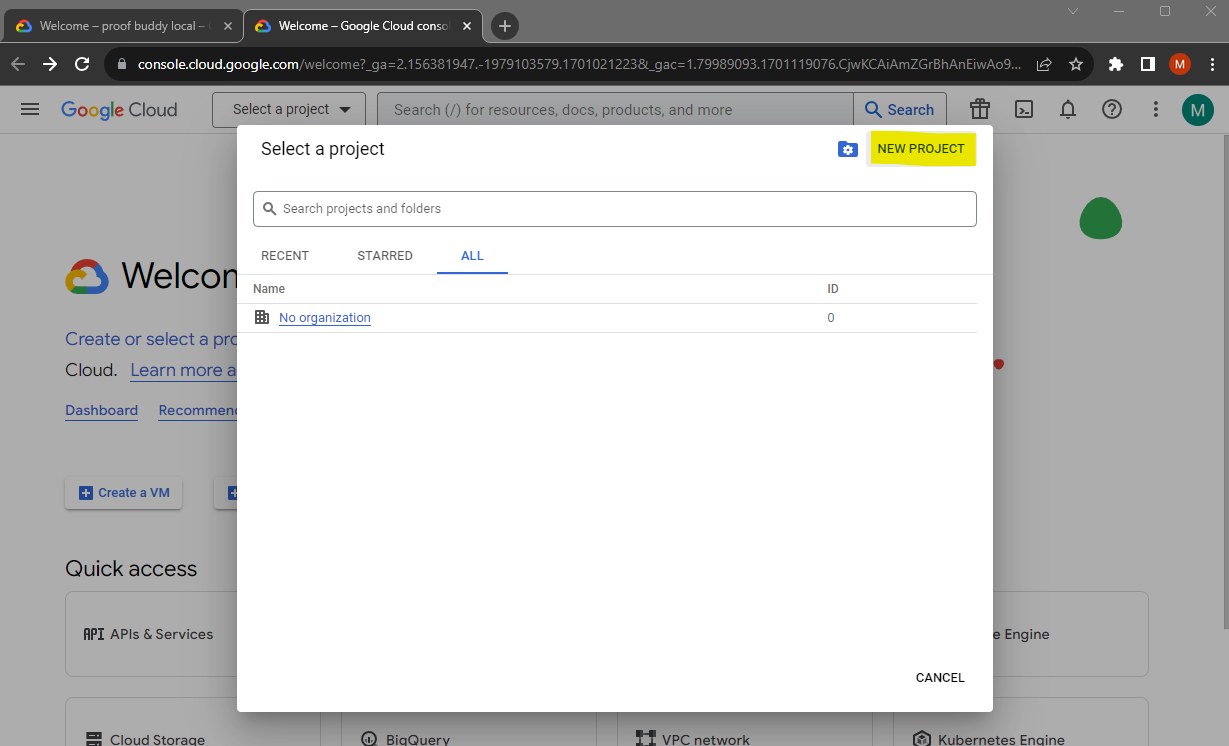 Welcome – proof buddy local –
Welcome – Google Cloud conso
console.cloud.google.com/welcome?_ga=2.156381947.-1979103579.1701021223&_gac=1.79989093.1701119076.CjwKCAiAmZGrBhAnEiwAo9...
M
Google Cloud
Select a project
Search (/) for resources, docs, products, and more
Search
M
Select a project
NEW PROJECT
Search projects and folders
RECENT
STARRED
ALL
Name
ID
No organization
0
CANCEL
Welcom
Create or select a pro
Cloud. Learn more a
Dashboard
Recommen
Create a VM
Quick access
API APIs & Services
e Engine
Cloud Storage
BigQuery
VPC network
Kubernetes Engine